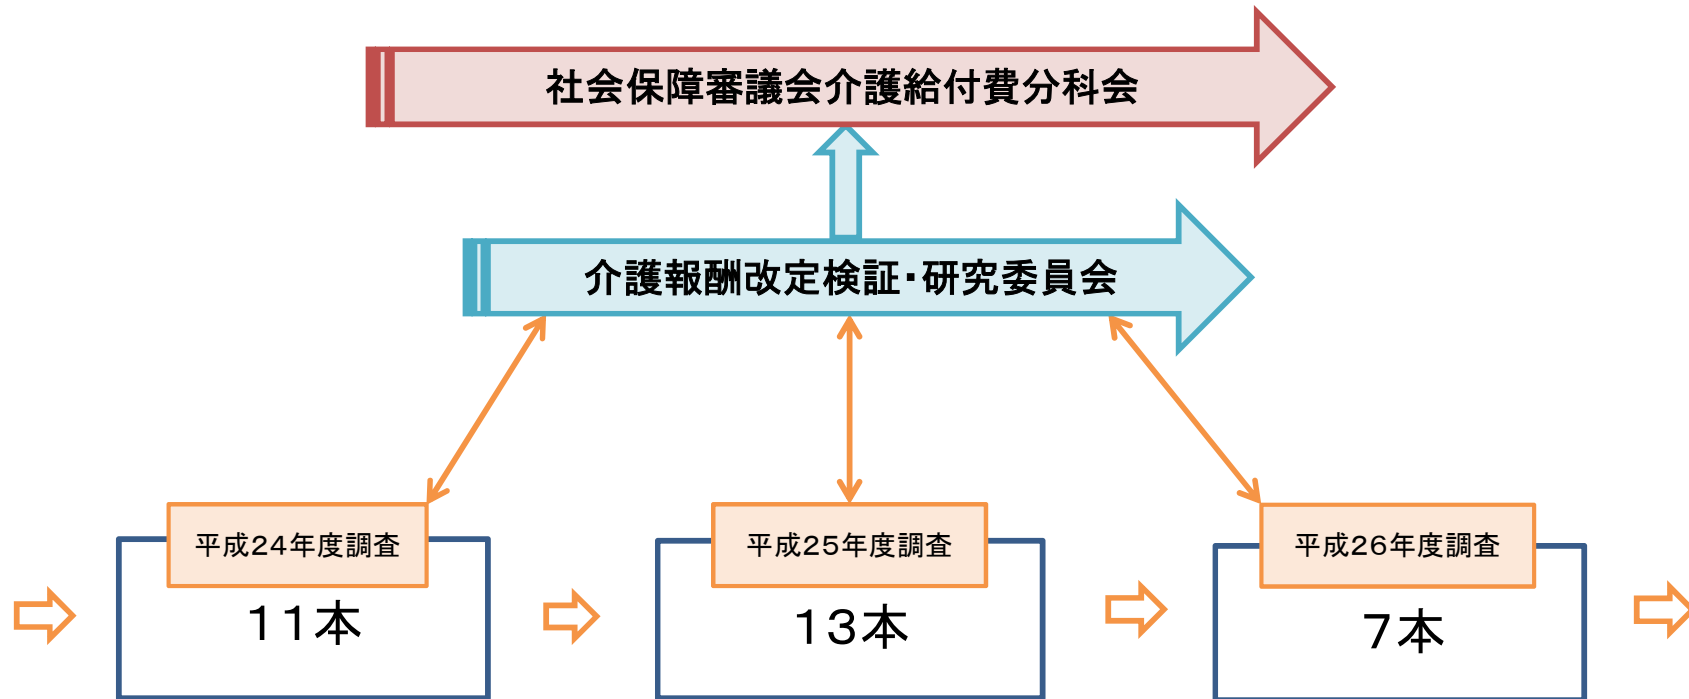 社会保障審議会介護給付費分科会
介護報酬改定検証・研究委員会
平成24年度調査
11本
平成25年度調査
13本
平成26年度調査
7本